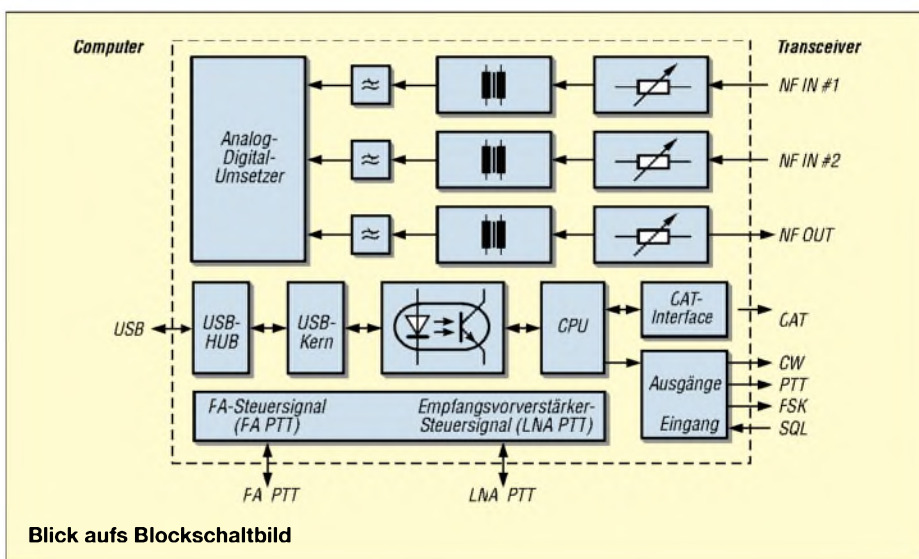 Computer
Transceiver
Analog-
Digital-
Umsetzer
NF IN #1
NF IN #2
NF OUT
USB
USB-
HUB
USB-
Kern
CPU
CAT-
Interface
CAT
Ausgänge
Eingang
CW
PTT
FSK
SQL
FA-Steuersignal
(FA PTT)
Empfangsvorverstärker-
Steuersignal (LNA PTT)
FA PTT
LNA PTT
Blick aufs Blockschaltbild